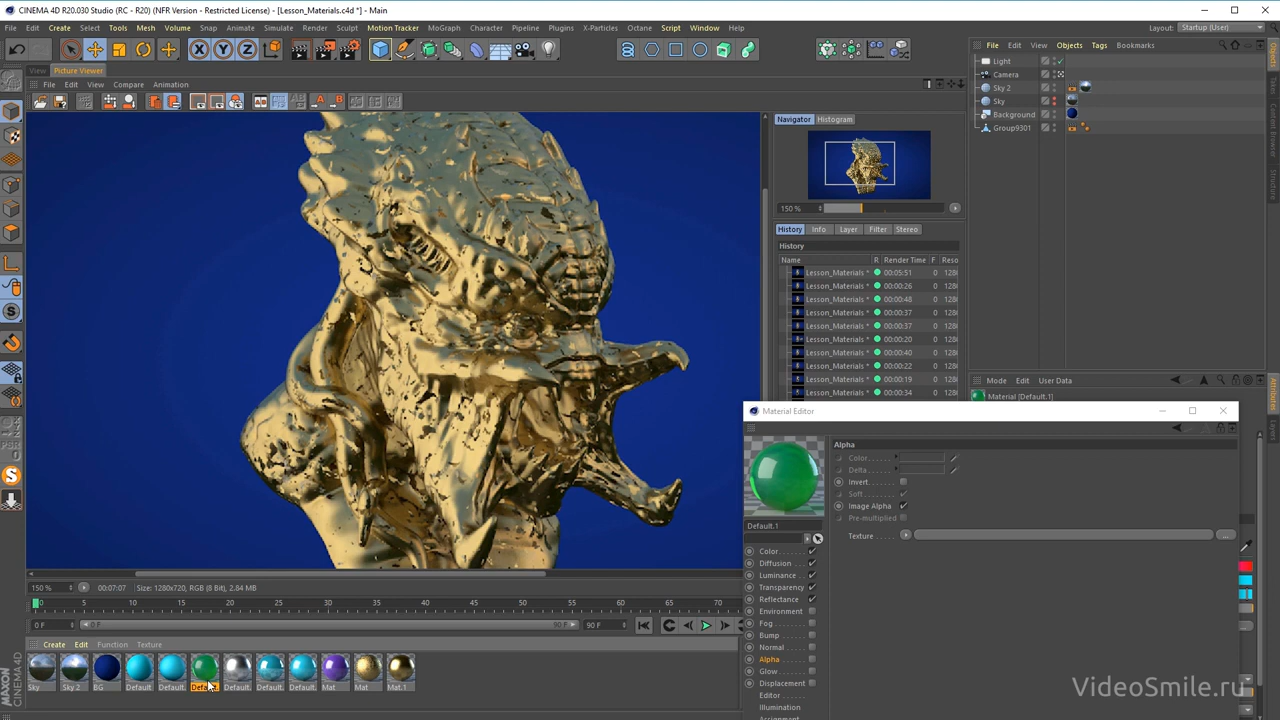 CINEMA 4D R20.030 Studio (RC - R20) (NFR Version - Restricted License) - [Lesson_Materials.c4d *] - Main
File Edit Create Select Tools Mesh Volume Snap Animate Simulate Render Sculpt Motion Tracker MoGraph Character Pipeline Plugins X-Particles Octane Script Window Help
Layout: Startup (User)
View Picture Viewer
File Edit View Compare Animation
File Edit View Objects Tags Bookmarks
Light
Camera
Sky 2
Sky
Background
Group9301
Navigator Histogram
150 %
History Info Layer Filter Stereo
History
Name R Render Time F Reso
Lesson_Materials * 00:05:51 0 128
Lesson_Materials * 00:00:26 0 128
Lesson_Materials * 00:00:48 0 128
Lesson_Materials * 00:00:37 0 128
Lesson_Materials * 00:00:37 0 128
Lesson_Materials * 00:00:20 0 128
Lesson_Materials * 00:00:40 0 128
Lesson_Materials * 00:00:22 0 128
Lesson_Materials * 00:00:19 0 128
Lesson_Materials * 00:00:34 0 128
Mode Edit User Data
Material [Default.1]
Material Editor
Alpha
Color
Delta
Invert
Soft
Image Alpha
Pre-multiplied
Texture
Default.1
Color
Diffusion
Luminance
Transparency
Reflectance
Environment
Fog
Bump
Normal
Alpha
Glow
Displacement
Editor
Illumination
Assignment
150 % 00:07:07 Size: 1280x720, RGB (8 Bit), 2.84 MB
0 5 10 15 20 25 30 35 40 45 50 55 60 65 70
0 F 0 F 90 F 90 F
Create Edit Function Texture
Sky Sky 2 BG Default Default. Default. Default. Default. Mat Mat Mat.1
MAXON
CINEMA 4D
PSR
Objects
Takes
Content Browser
Structure
Attributes
Layers
VideoSmile.ru